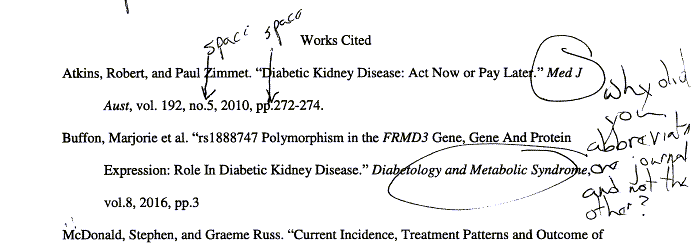 spaci space
Works Cited
Atkins, Robert, and Paul Zimmet. “Diabetic Kidney Disease: Act Now or Pay Later.” Med J
Aust, vol. 192, no.5, 2010, pp.272-274.
Buffon, Marjorie et al. “rs1888747 Polymorphism in the FRMD3 Gene, Gene And Protein
Expression: Role In Diabetic Kidney Disease.” Diabetology and Metabolic Syndrome,
vol.8, 2016, pp.3
McDonald, Stephen, and Graeme Russ. “Current Incidence, Treatment Patterns and Outcome of
why did
you
abbreviate
one journal
and not the
other?